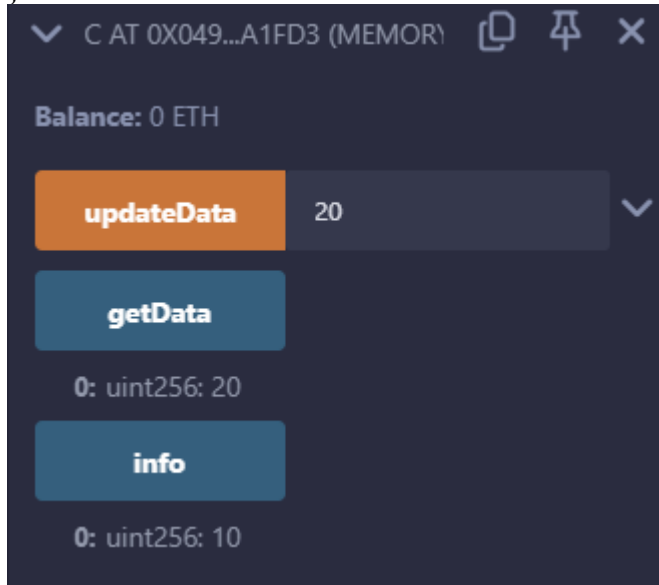 C AT 0X049...A1FD3 (MEMORY
Balance: 0 ETH
updateData 20
getData
0: uint256: 20
info
0: uint256: 10